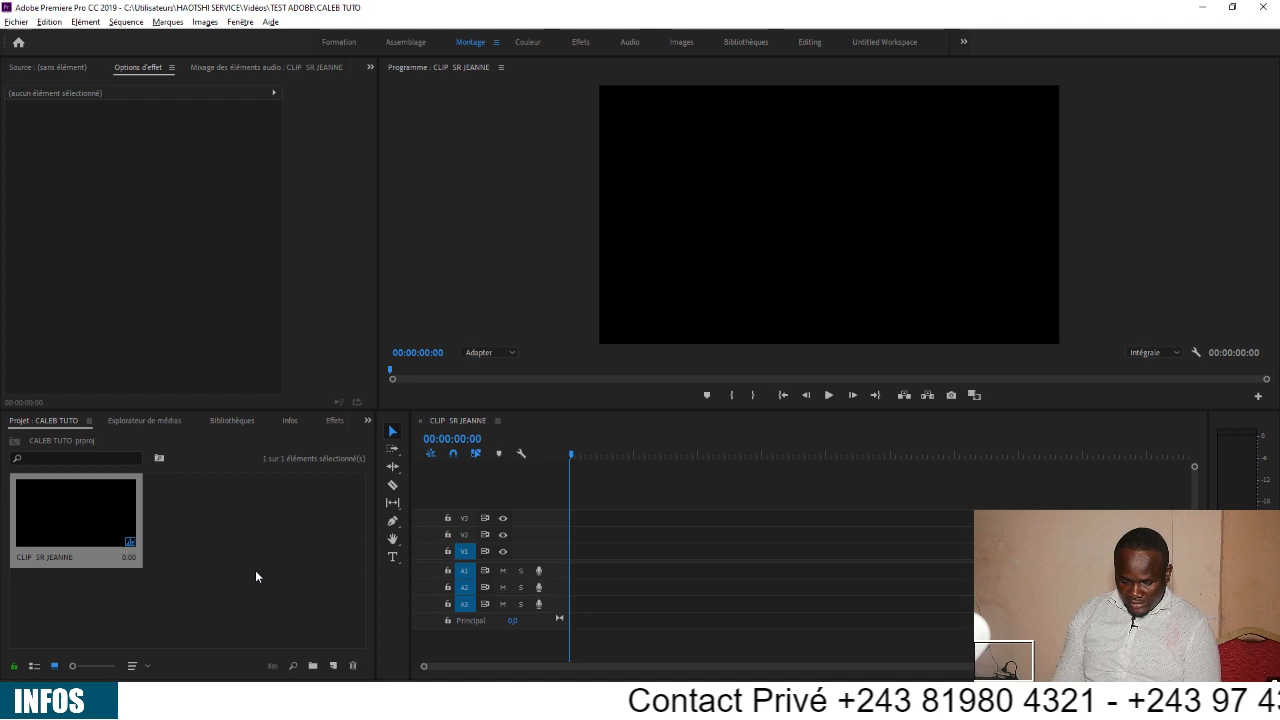 Adobe Premiere Pro CC 2019 - C:\Utilisateurs\HAOTSHI SERVICE\Vidéos\TEST ADOBE\CALEB TUTO
Fichier Edition Elément Séquence Marques Images Fenêtre Aide
Formation Assemblage Montage Couleur Effets Audio Images Bibliothèques Editing Untitled Workspace
Source : (sans élément) Options d'effet Mixage des éléments audio : CLIP SR JEANNE
Programme : CLIP SR JEANNE
(aucun élément sélectionné)
00:00:00:00 Adapter Intégrale 00:00:00:00
00:00:00:00
Projet : CALEB TUTO Explorateur de médias Bibliothèques Infos Effets
CALEB TUTO .prproj
1 sur 1 éléments sélectionné(s)
CLIP SR JEANNE 0:00
CLIP SR JEANNE
00:00:00:00
V3
V2
V1
A1 M S
A2 M S
A3 M S
Principal 0,0
0
-6
-12
-18
INFOS
Contact Privé +243 81980 4321 - +243 97 43